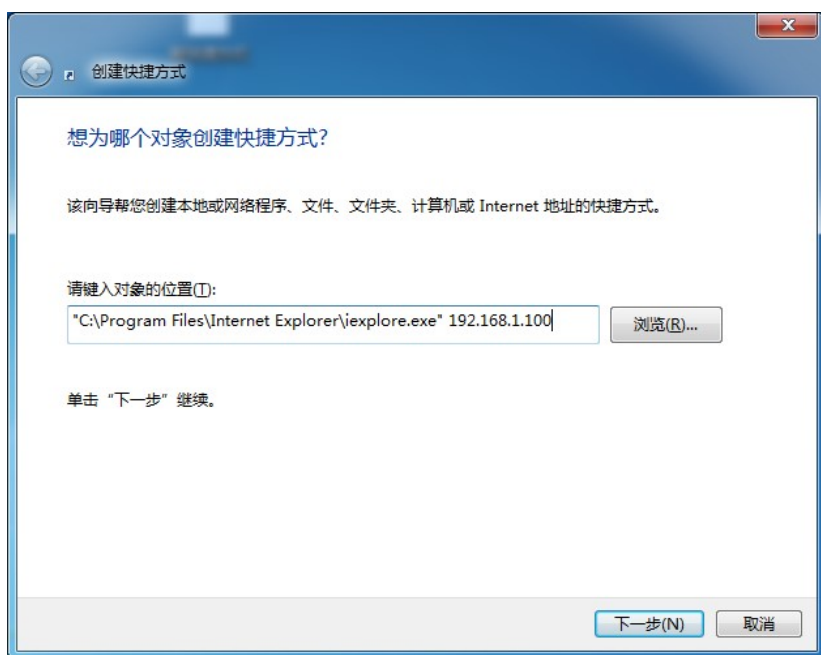 创建快捷方式
想为哪个对象创建快捷方式?
该向导帮您创建本地或网络程序、文件、文件夹、计算机或 Internet 地址的快捷方式。
请键入对象的位置(T):
"C:\Program Files\Internet Explorer\iexplore.exe" 192.168.1.100
浏览(R)...
单击“下一步”继续。
下一步(N)
取消